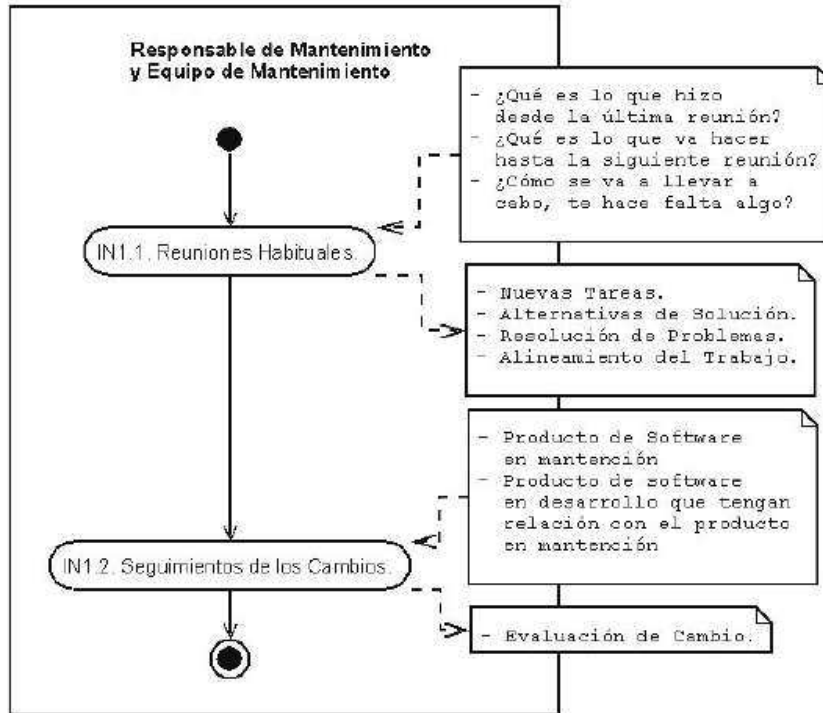 Responsable de Mantenimiento
y Equipo de Mantenimiento
- ¿Qué es lo que hizo
desde la última reunión?
- ¿Qué es lo que va hacer
hasta la siguiente reunión?
- ¿Cómo se va a llevar a
cabo, te hace falta algo?
IN1.1. Reuniones Habituales.
- Nuevas Tareas.
- Alternativas de Solución.
- Resolución de Problemas.
- Alineamiento del Trabajo.
- Producto de Software
en mantención
- Producto de software
en desarrollo que tengan
relación con el producto
en mantención
IN1.2. Seguimientos de los Cambios.
- Evaluación de Cambio.